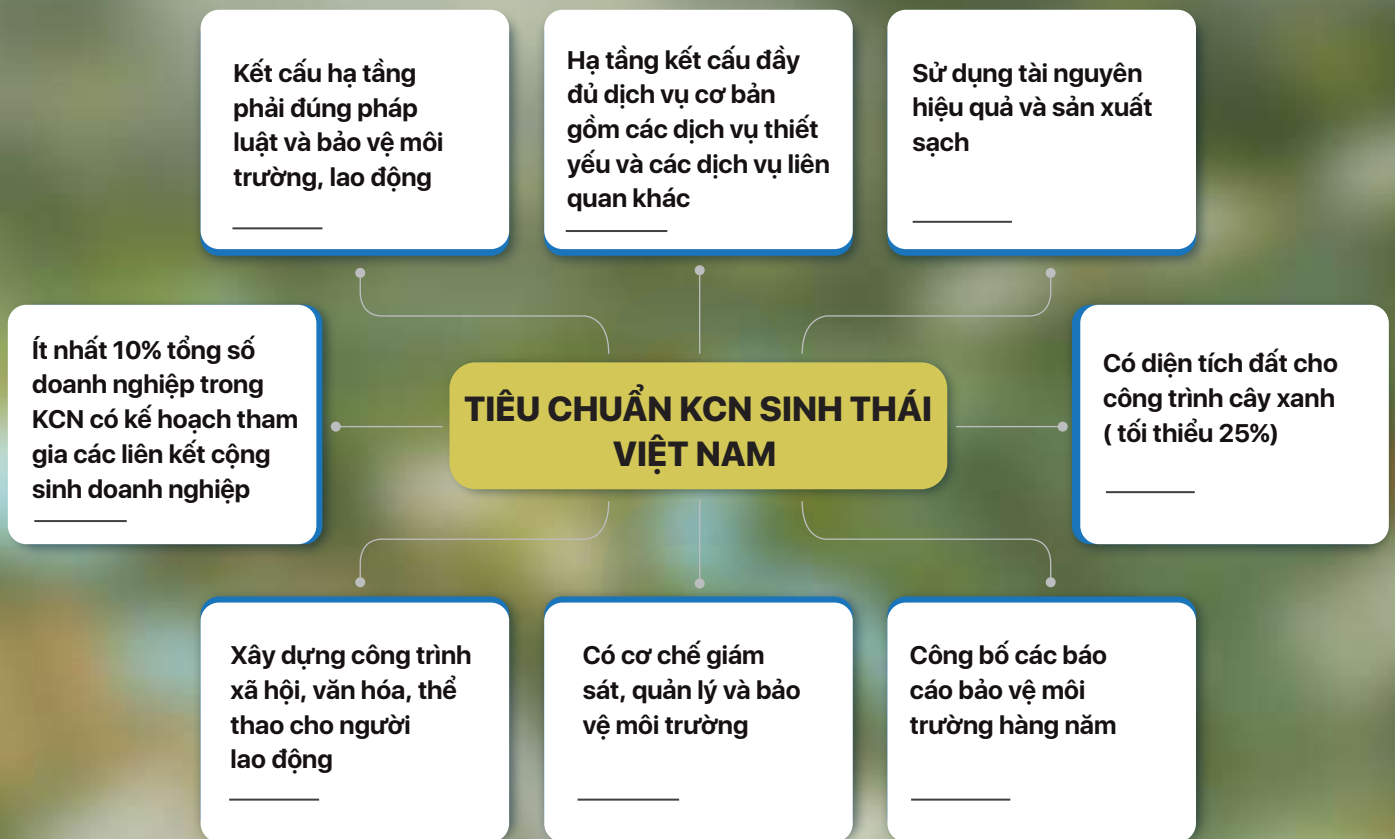 Kết cấu hạ tầng
phải đúng pháp
luật và bảo vệ môi
trường, lao động
Hạ tầng kết cấu đầy
đủ dịch vụ cơ bản
gồm các dịch vụ thiết
yếu và các dịch vụ liên
quan khác
Sử dụng tài nguyên
hiệu quả và sản xuất
sạch
Ít nhất 10% tổng số
doanh nghiệp trong
KCN có kế hoạch tham
gia các liên kết cộng
sinh doanh nghiệp
TIÊU CHUẨN KCN SINH THÁI
VIỆT NAM
Có diện tích đất cho
công trình cây xanh
( tối thiểu 25%)
Xây dựng công trình
xã hội, văn hóa, thể
thao cho người
lao động
Có cơ chế giám
sát, quản lý và bảo
vệ môi trường
Công bố các báo
cáo bảo vệ môi
trường hàng năm